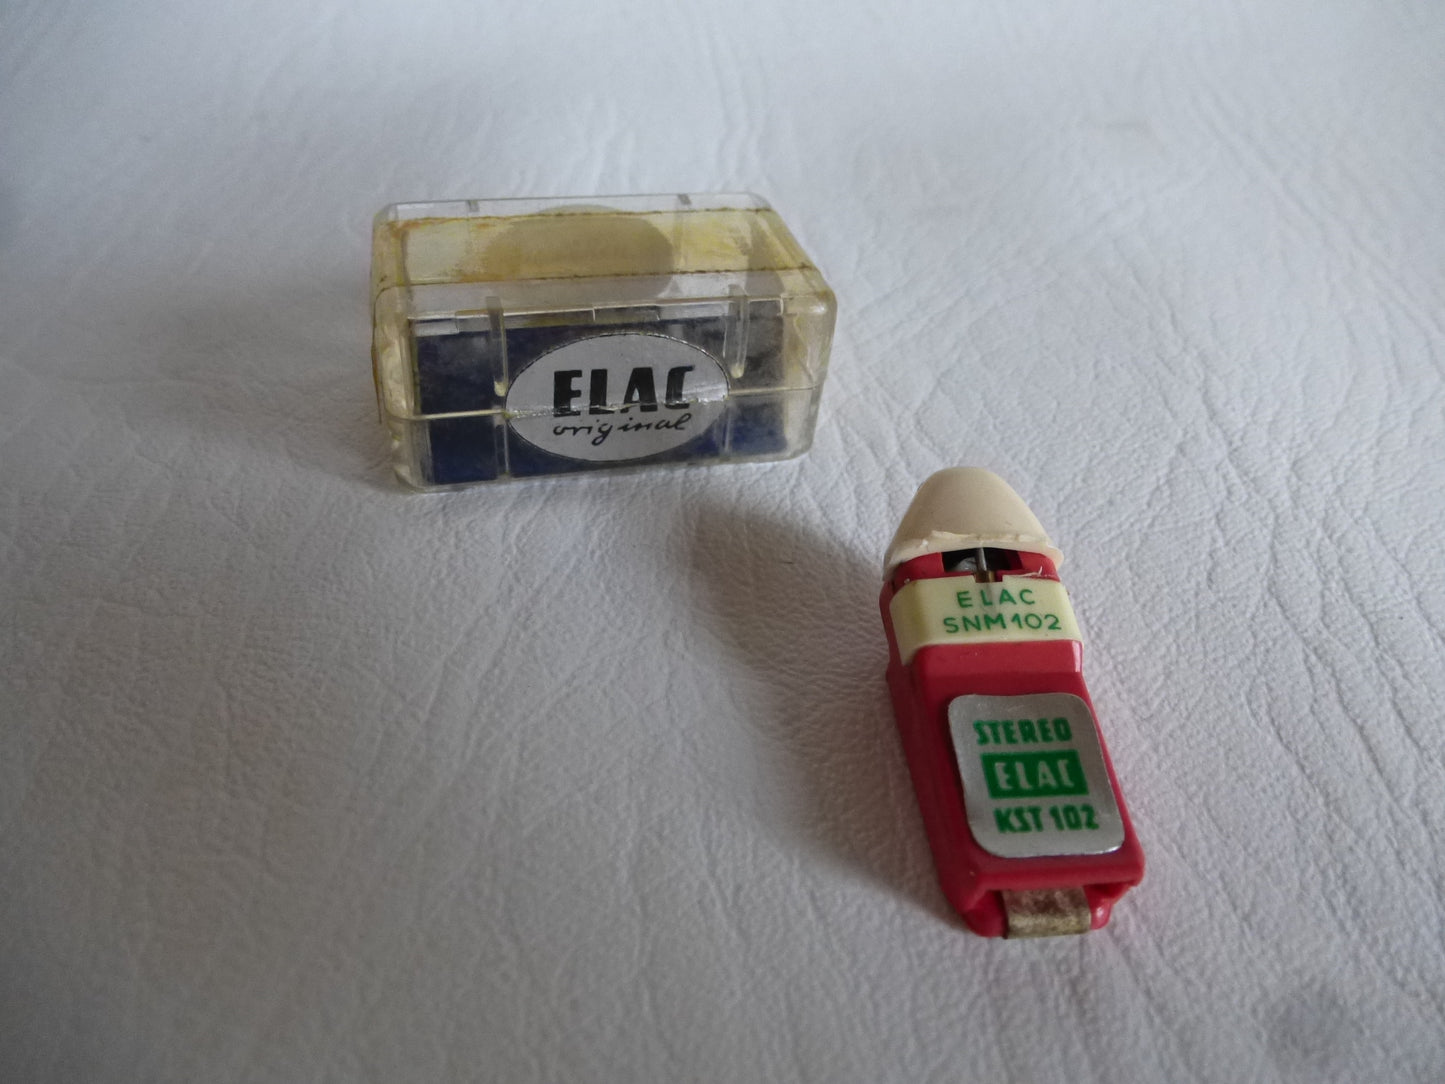 ELAC
original
ELAC
SNM102
STEREO
ELAC
KST 102